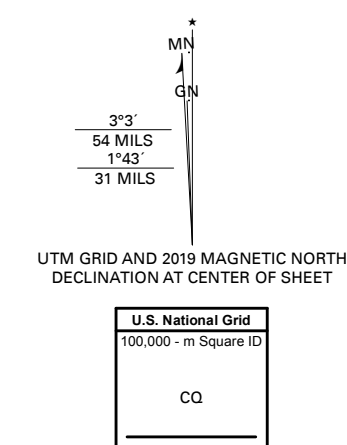 ★
MN
GN
3°3´
54 MILS
1°43´
31 MILS
UTM GRID AND 2019 MAGNETIC NORTH
DECLINATION AT CENTER OF SHEET
U.S. National Grid
100,000 - m Square ID
CQ